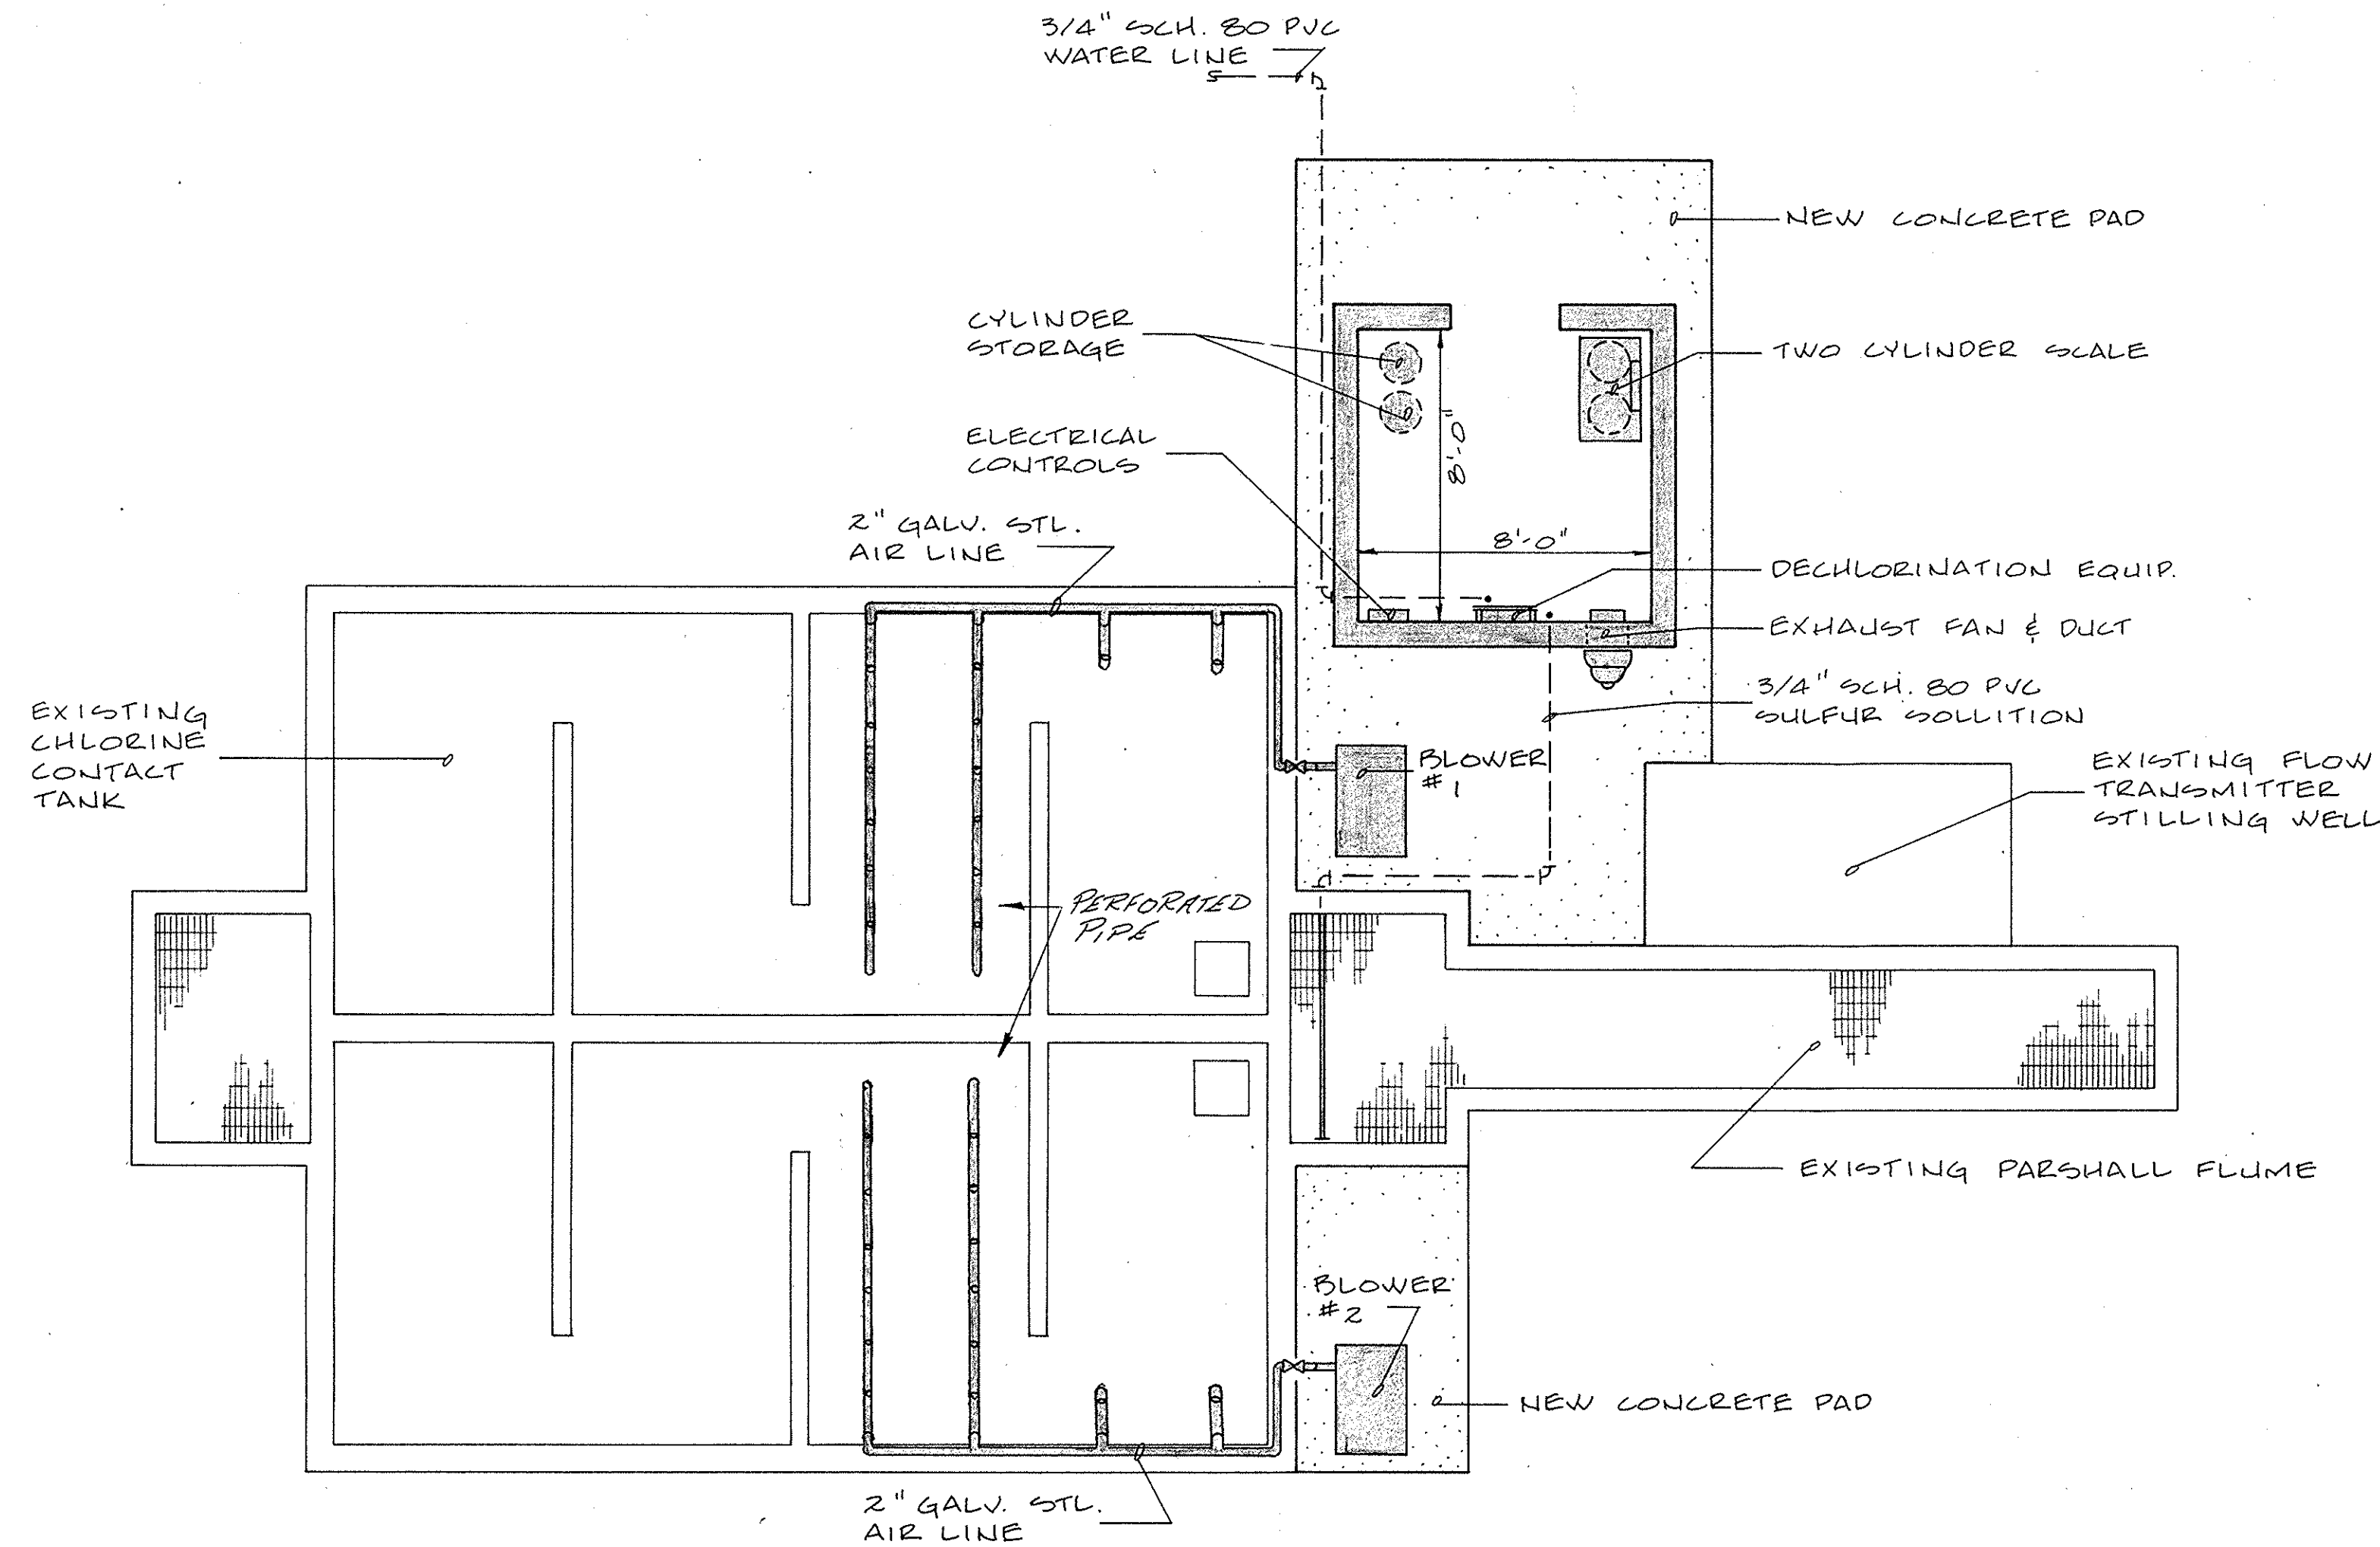 3/4" SCH. 80 PVC
WATER LINE
NEW CONCRETE PAD
CYLINDER
STORAGE
TWO CYLINDER SCALE
ELECTRICAL
CONTROLS
8'-0"
8'-0"
2" GALV. STL.
AIR LINE
DECHLORINATION EQUIP.
EXHAUST FAN & DUCT
3/4" SCH. 80 PVC
SULFUR SOLLITION
EXISTING
CHLORINE
CONTACT
TANK
BLOWER
#1
EXISTING FLOW
TRANSMITTER
STILLING WELL
PERFORATED
PIPE
EXISTING PARSHALL FLUME
BLOWER
#2
NEW CONCRETE PAD
2" GALV. STL.
AIR LINE